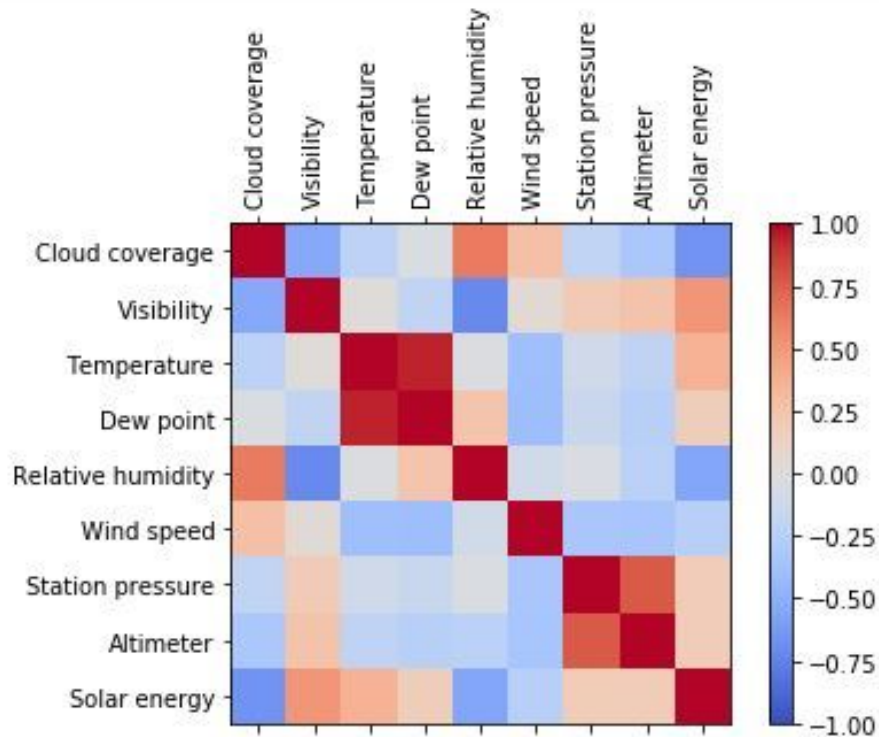 Cloud coverage
Visibility
Temperature
Dew point
Relative humidity
Wind speed
Station pressure
Altimeter
Solar energy
Cloud coverage
Visibility
Temperature
Dew point
Relative humidity
Wind speed
Station pressure
Altimeter
Solar energy
1.00
0.75
0.50
0.25
0.00
−0.25
−0.50
−0.75
−1.00